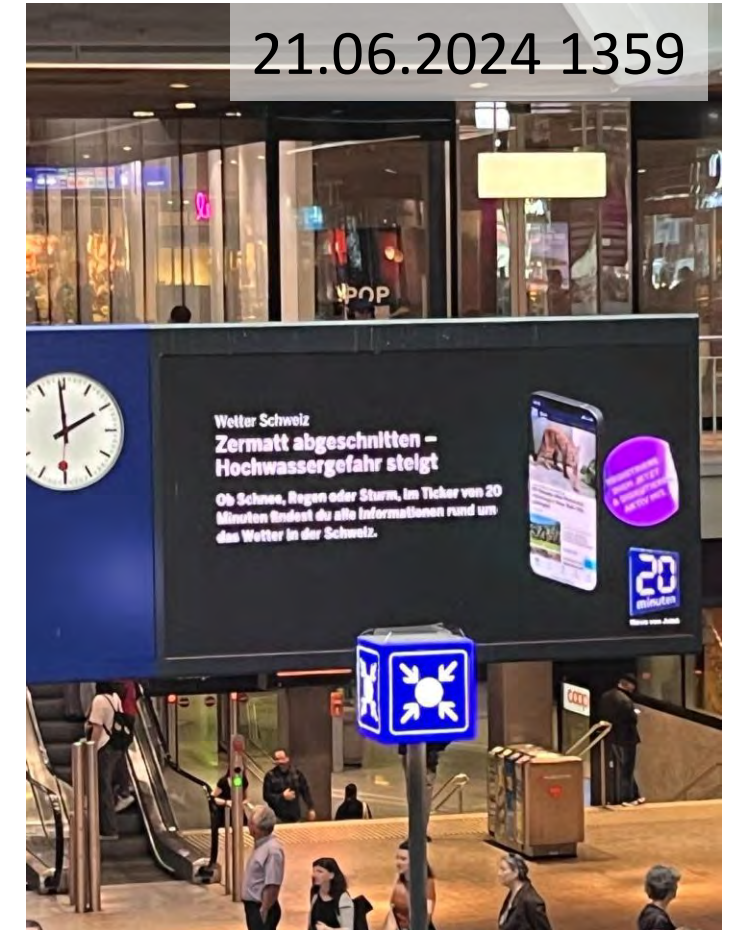 21.06.2024 1359
POP
Wetter Schweiz
Zermatt abgeschnitten –
Hochwassergefahr steigt
Ob Schnee, Regen oder Sturm, im Ticker von 20
Minuten findest du alle Informationen rund um
das Wetter in der Schweiz.
20
minuten
coop